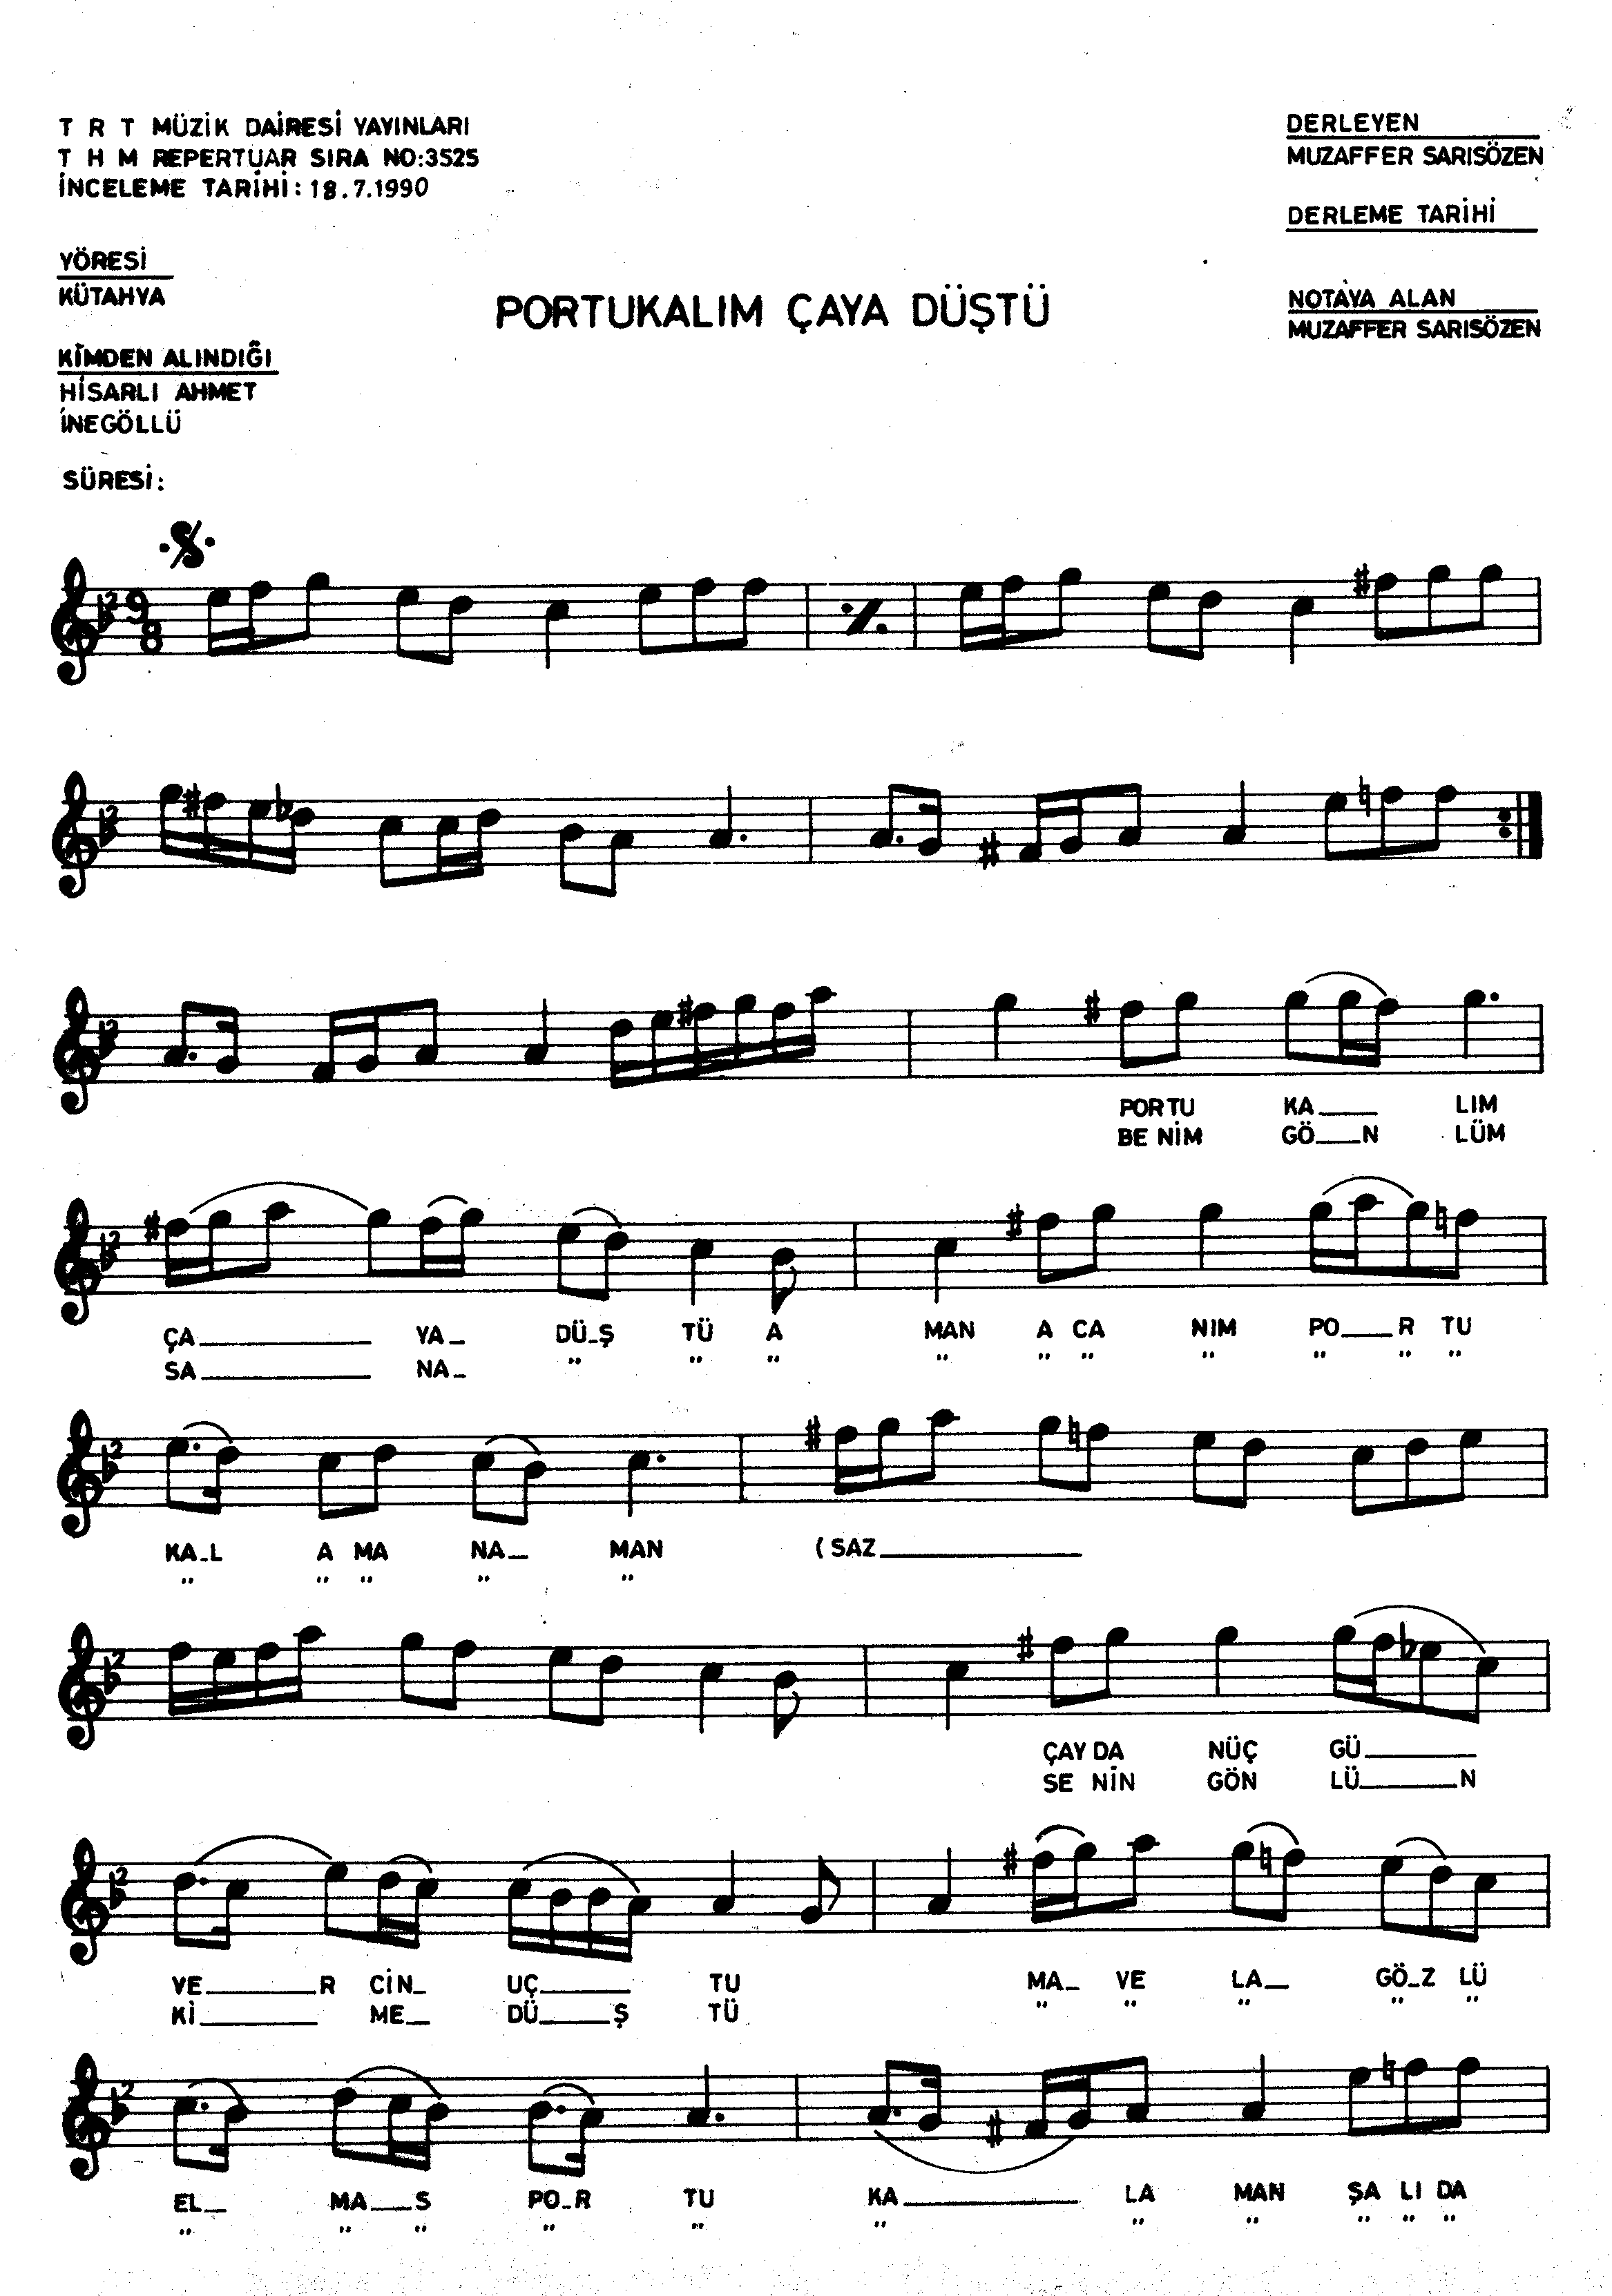 T R T MÜZİK DAİRESİ YAYINLARI
T H M REPERTUAR SIRA NO:3525
İNCELEME TARİHİ: 18.7.1990
DERLEYEN
MUZAFFER SARISÖZEN
DERLEME TARİHİ
YÖRESİ
KÜTAHYA
PORTUKALIM ÇAYA DÜŞTÜ
NOTAYA ALAN
MUZAFFER SARISÖZEN
KİMDEN ALINDIĞI
HİSARLI AHMET
İNEGÖLLÜ
SÜRESİ:
9
8
PORTU KA___ LIM
BE NİM GÖ___N LÜM
ÇA___ YA_ DÜ_Ş TÜ A MAN A CA NIM PO___R TU
SA___ NA_ " " " " " " " " " "
KA_L A MA NA_ MAN (SAZ___
" " " " "
ÇAY DA NÜÇ GÜ___
SE NİN GÖN LÜ___N
VE___R CİN_ UÇ___ TU MA_ VE LA_ GÖ_Z LÜ
Kİ___ ME_ DÜ___Ş TÜ " " " " "
EL_ MA__S PO_R TU KA___ LA MAN ŞA LI DA
" " " " " " " " " " "